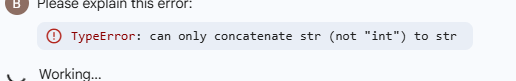 B
Please explain this error:
TypeError: can only concatenate str (not "int") to str
Working...